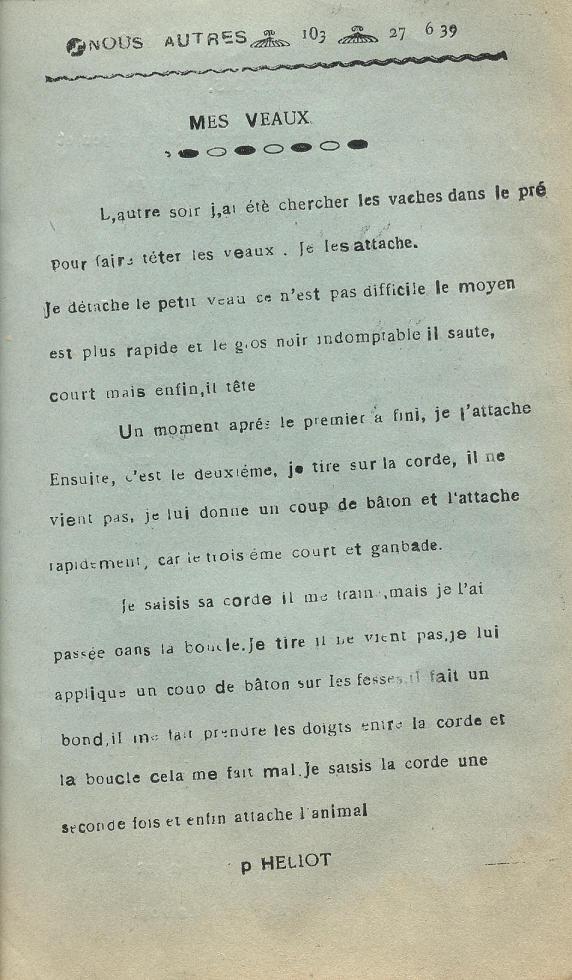 NOUS AUTRES 103 27 6 39
MES VEAUX
L,autre soir j,ai étè chercher les vaches dans le pré
pour faire téter les veaux . Je les attache.
Je détache le petit veau ce n'est pas difficile le moyen
est plus rapide et le gros noir indomptable il saute,
court mais enfin,il tête
Un moment aprés le premier a fini, je l'attache
Ensuite, c'est le deuxiéme, je tire sur la corde, il ne
vient pas, je lui donne un coup de bâton et l'attache
rapidement, car le trois éme court et ganbade.
Je saisis sa corde il me traine,mais je l'ai
passée dans la boucle.Je tire il ne vient pas,je lui
applique un coup de bâton sur les fesses,il fait un
bond,il me fait prendre les doigts entre la corde et
la boucle cela me fait mal.Je saisis la corde une
seconde fois et enfin attache l'animal
p HELIOT